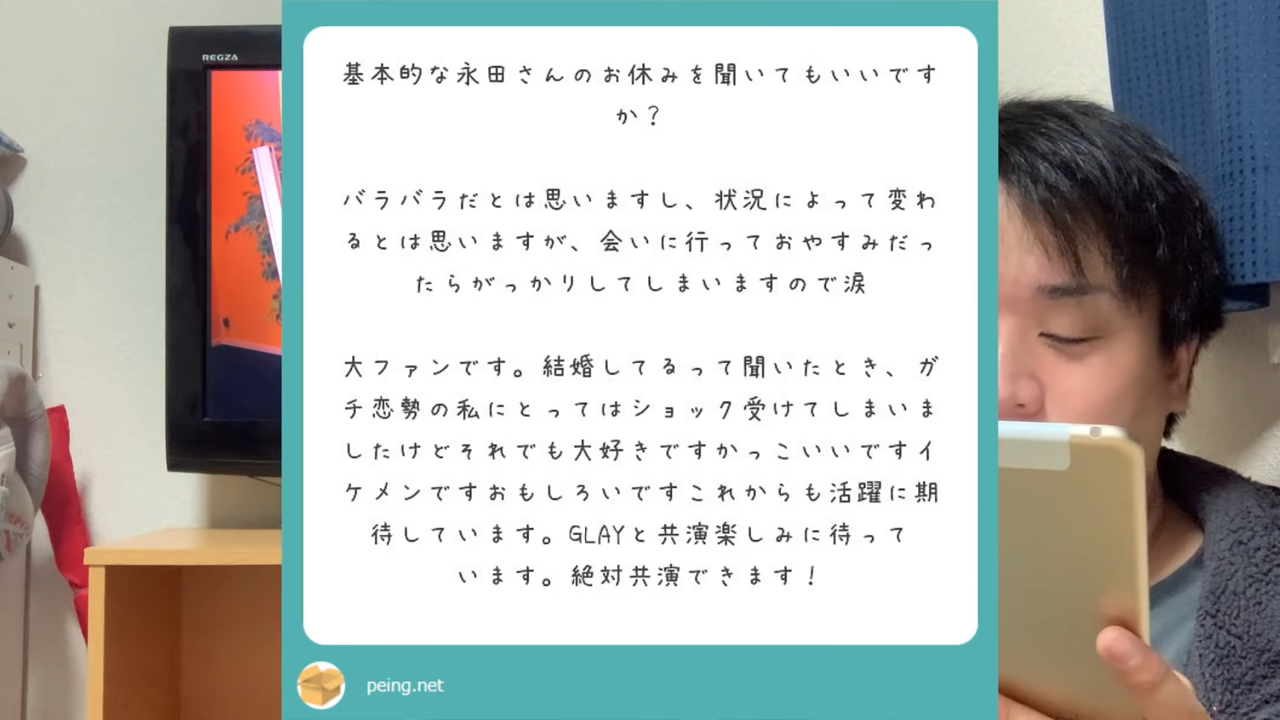 REGZA
基本的な永田さんのお休みを聞いてもいいです
か？
バラバラだとは思いますし、状況によって変わ
るとは思いますが、会いに行っておやすみだっ
たらがっかりしてしまいますので涙
大ファンです。結婚してるって聞いたとき、ガ
チ恋勢の私にとってはショック受けてしまいま
したけどそれでも大好きですかっこいいですイ
ケメンですおもしろいですこれからも活躍に期
待しています。GLAYと共演楽しみに待って
います。絶対共演できます！
peing.net